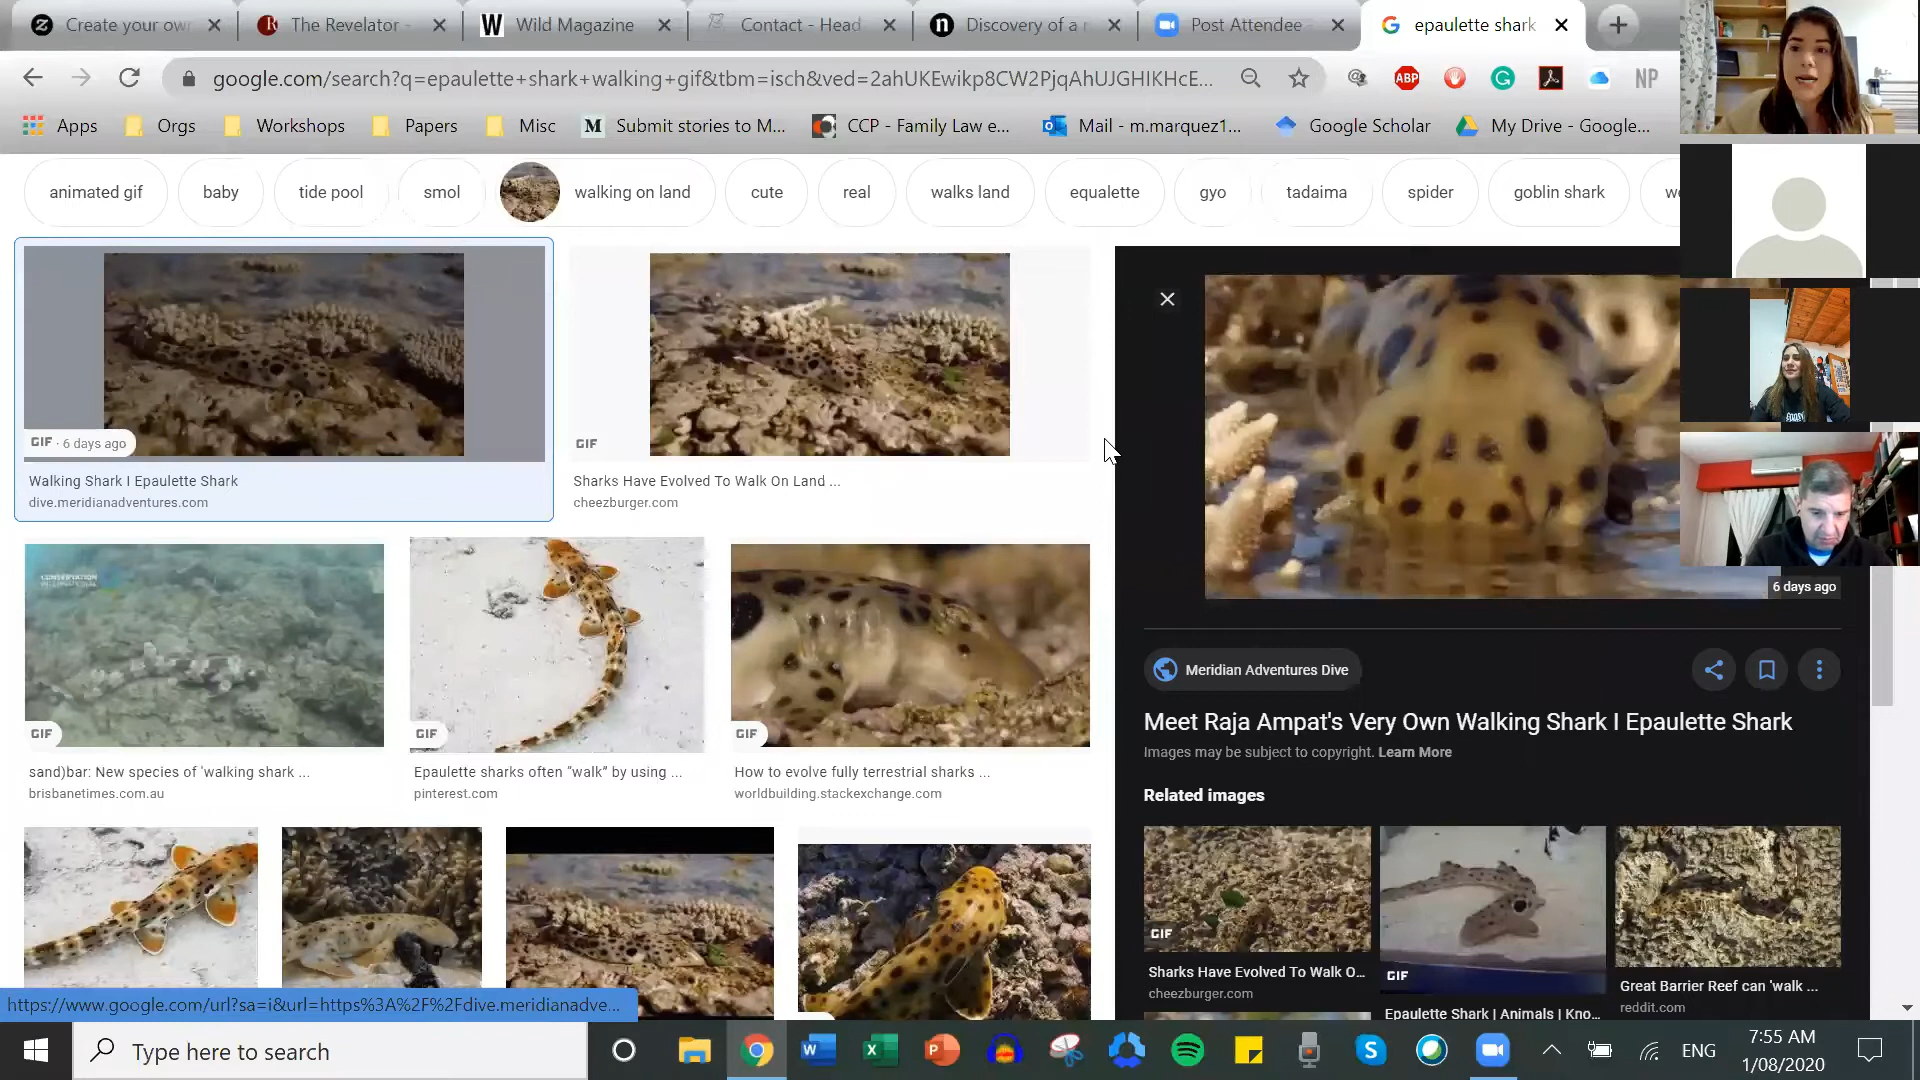 Create your own
The Revelator -
Wild Magazine
Contact - Head
Discovery of a
Post Attendee -
epaulette shark
google.com/search?q=epaulette+shark+walking+gif&tbm=isch&ved=2ahUKEwikp8CW2PjqAhUJGHIKHcE...
ABP
NP
Apps
Orgs
Workshops
Papers
Misc
Submit stories to M...
CCP - Family Law e...
Mail - m.marquez1...
Google Scholar
My Drive - Google...
animated gif
baby
tide pool
smol
walking on land
cute
real
walks land
equalette
gyo
tadaima
spider
goblin shark
GIF · 6 days ago
Walking Shark I Epaulette Shark
dive.meridianadventures.com
GIF
Sharks Have Evolved To Walk On Land ...
cheezburger.com
6 days ago
Meridian Adventures Dive
Meet Raja Ampat's Very Own Walking Shark I Epaulette Shark
Images may be subject to copyright. Learn More
Related images
GIF
sand)bar: New species of 'walking shark ...
brisbanetimes.com.au
GIF
Epaulette sharks often "walk" by using ...
pinterest.com
GIF
How to evolve fully terrestrial sharks ...
worldbuilding.stackexchange.com
GIF
Sharks Have Evolved To Walk O...
cheezburger.com
GIF
Epaulette Shark | Animals | Kno...
Great Barrier Reef can 'walk ...
reddit.com
https://www.google.com/url?sa=i&url=https%3A%2F%2Fdive.meridianadve...
Type here to search
ENG
7:55 AM
1/08/2020